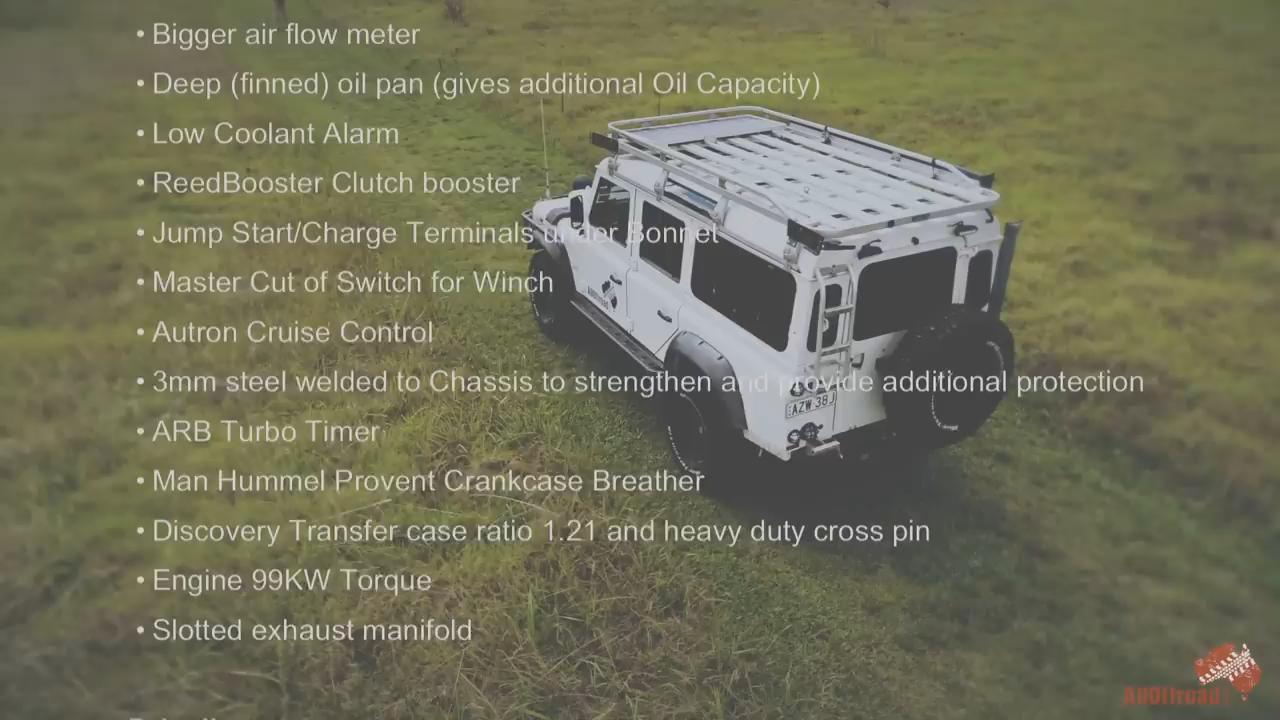 • Bigger air flow meter
• Deep (finned) oil pan (gives additional Oil Capacity)
• Low Coolant Alarm
• ReedBooster Clutch booster
• Jump Start/Charge Terminals under Bonnet
• Master Cut of Switch for Winch
• Autron Cruise Control
• 3mm steel welded to Chassis to strengthen and provide additional protection
AZW 38J
• ARB Turbo Timer
• Man Hummel Provent Crankcase Breather
• Discovery Transfer case ratio 1.21 and heavy duty cross pin
• Engine 99KW Torque
• Slotted exhaust manifold